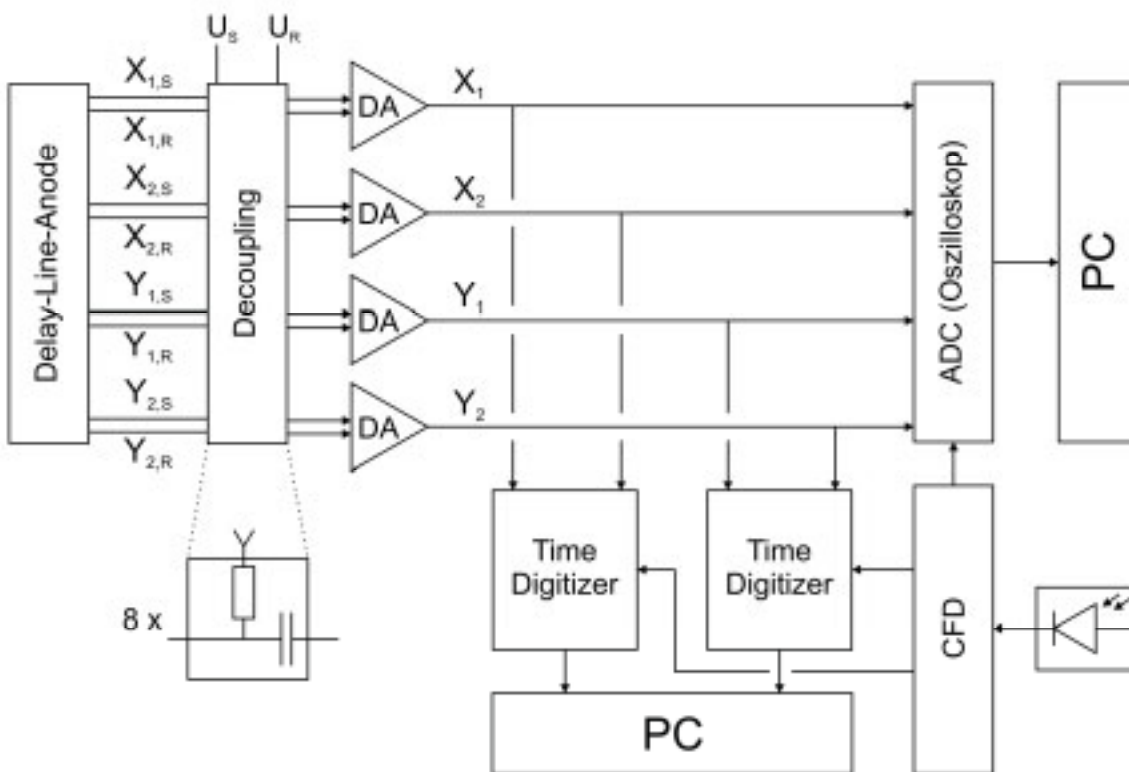 U_S
U_R
X_1,S
X_1,R
X_2,S
X_2,R
Y_1,S
Y_1,R
Y_2,S
Y_2,R
Delay-Line-Anode
Decoupling
DA
DA
DA
DA
X_1
X_2
Y_1
Y_2
ADC (Oszilloskop)
PC
8 x
Time
Digitizer
Time
Digitizer
CFD
PC